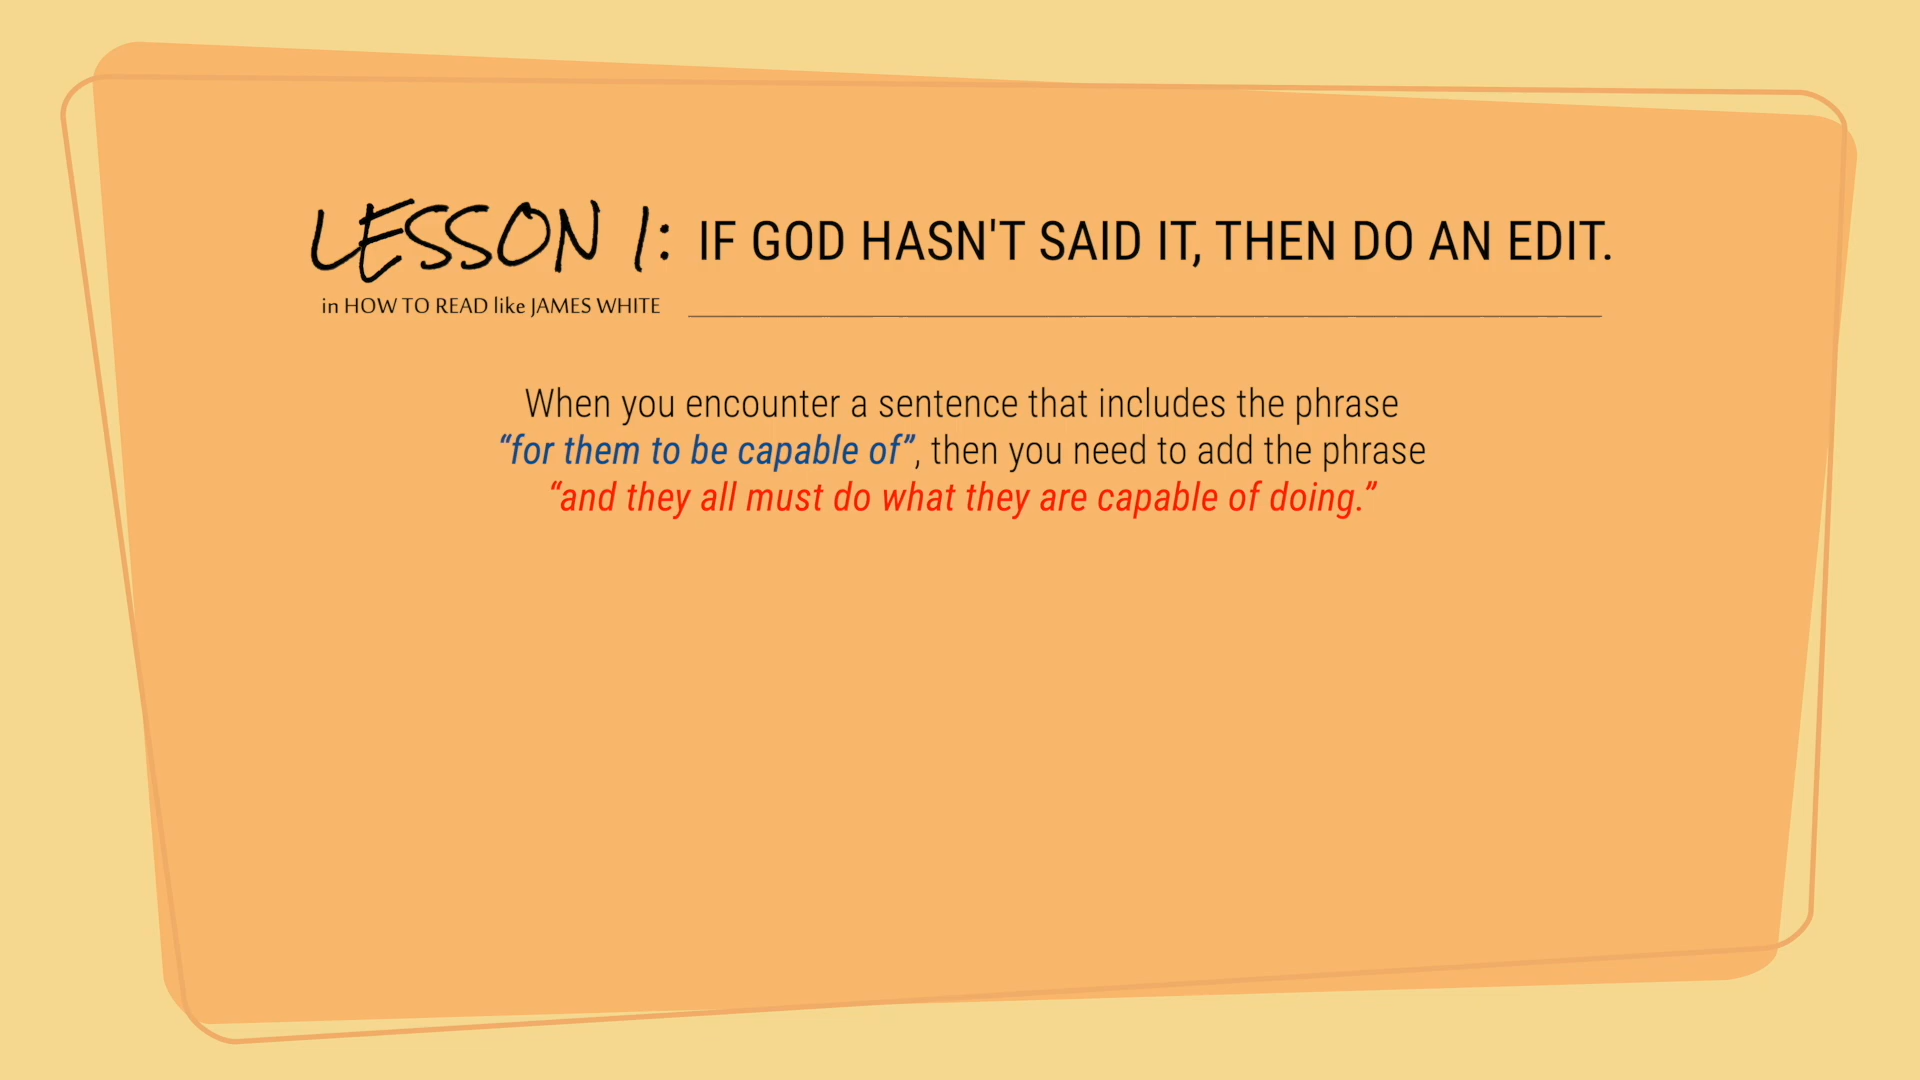 LESSON 1: IF GOD HASN'T SAID IT, THEN DO AN EDIT.
in HOW TO READ like JAMES WHITE
When you encounter a sentence that includes the phrase
“for them to be capable of”, then you need to add the phrase
“and they all must do what they are capable of doing.”